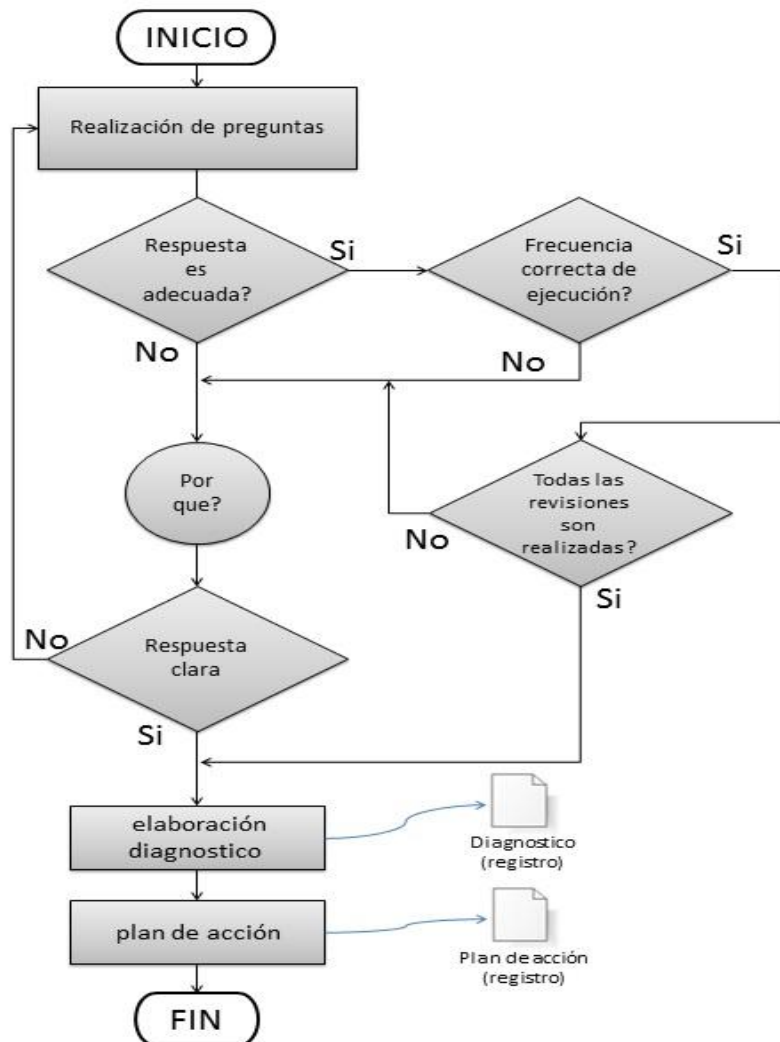 INICIO
Realización de preguntas
Respuesta
es
adecuada?
Si
Frecuencia
correcta de
ejecución?
Si
No
No
Por
que?
Todas las
revisiones
son
realizadas?
No
Si
No
Respuesta
clara
Si
elaboración
diagnostico
Diagnostico
(registro)
plan de acción
Plan de acción
(registro)
FIN